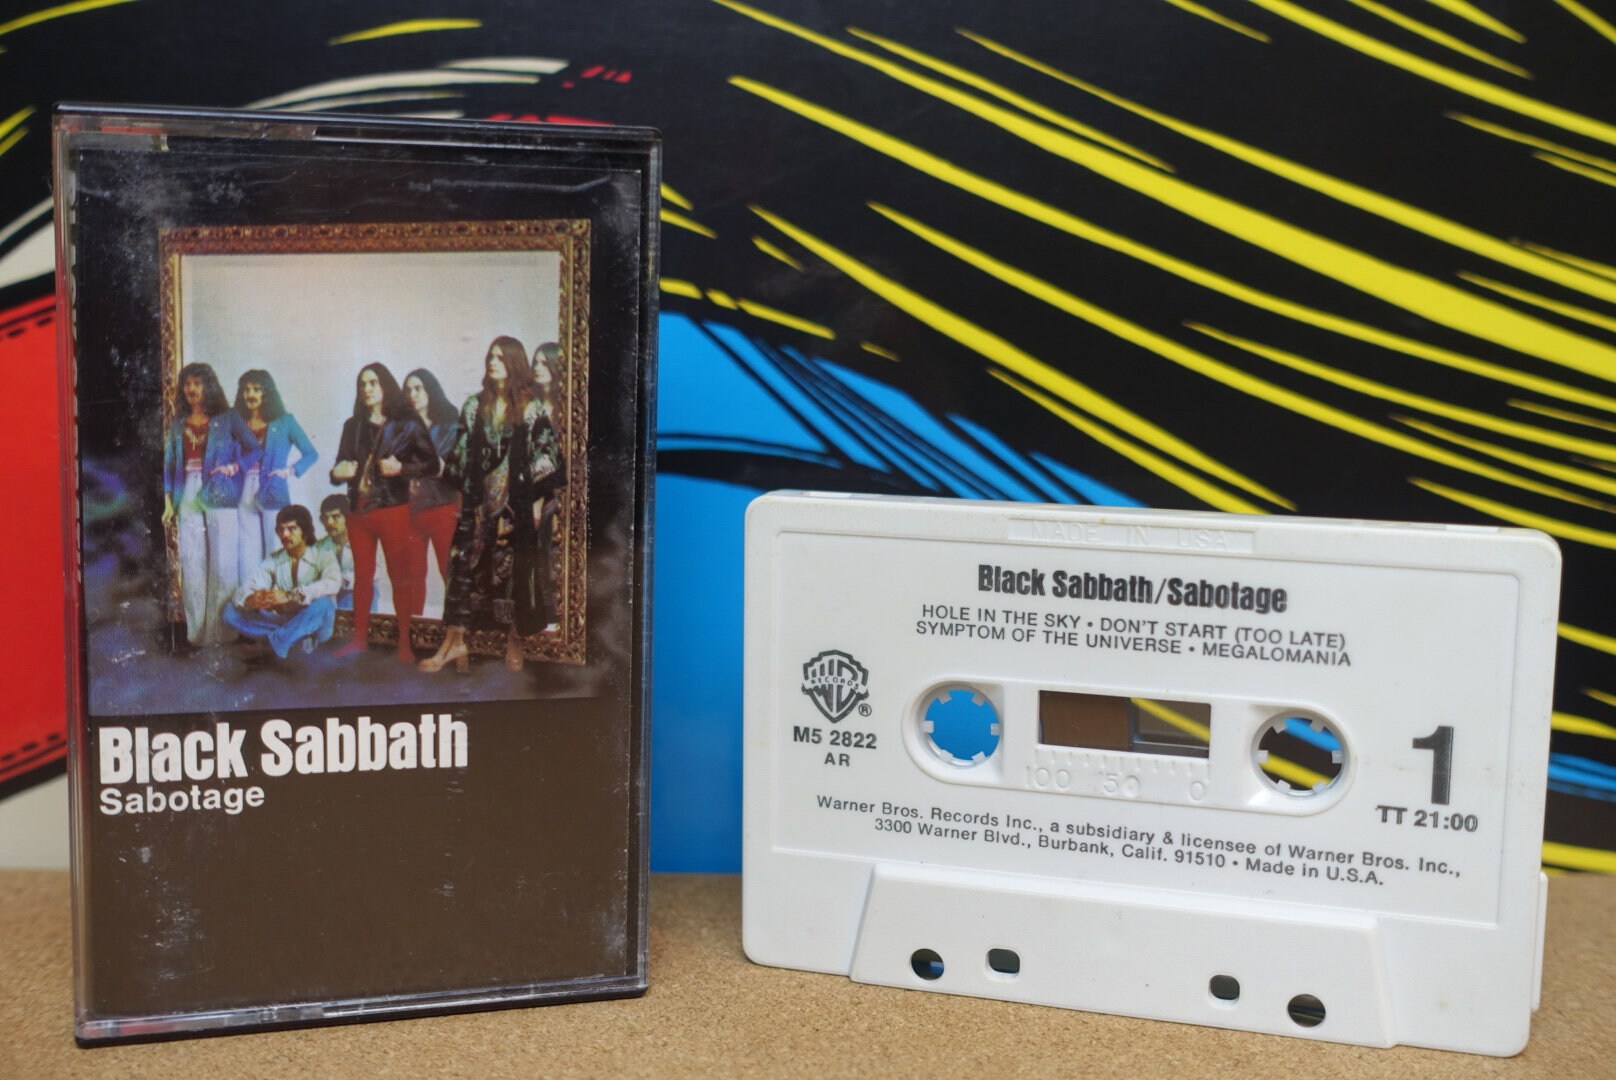 Black Sabbath
Sabotage
MADE IN USA
Black Sabbath/Sabotage
HOLE IN THE SKY • DON'T START (TOO LATE)
SYMPTOM OF THE UNIVERSE • MEGALOMANIA
RECORDS
®
M5 2822
AR
100 50 0
1
TT 21:00
Warner Bros. Records Inc., a subsidiary & licensee of Warner Bros. Inc.,
3300 Warner Blvd., Burbank, Calif. 91510 • Made in U.S.A.